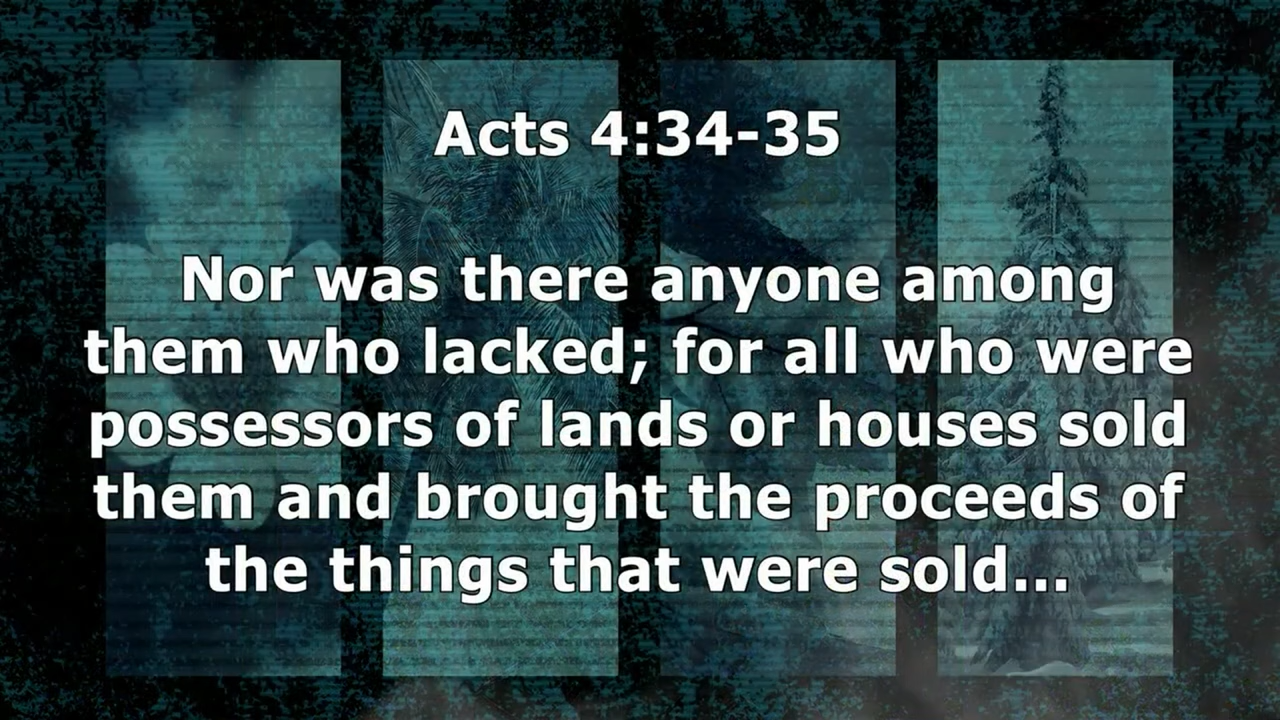 Acts 4:34-35
Nor was there anyone among
them who lacked; for all who were
possessors of lands or houses sold
them and brought the proceeds of
the things that were sold...